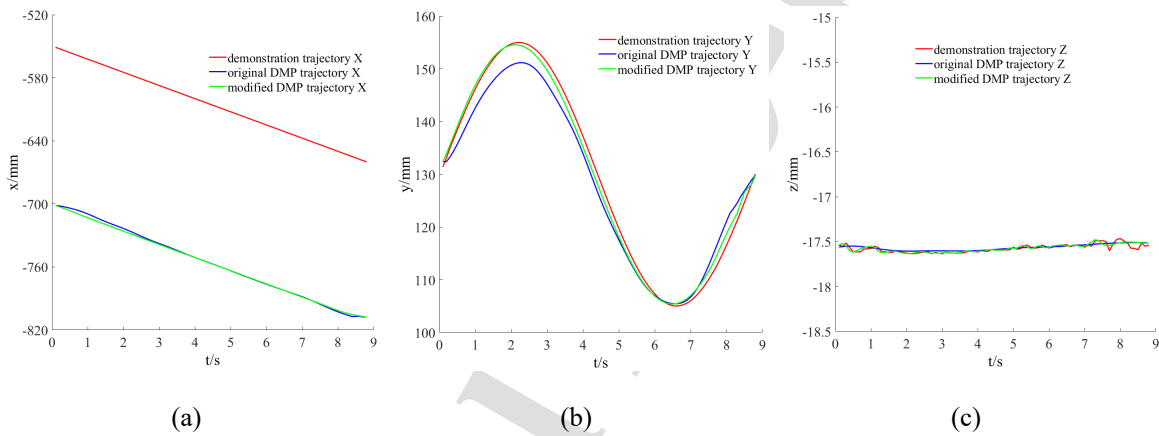 -520
-580
-640
-700
-760
-820
x/mm
0 1 2 3 4 5 6 7 8 9
t/s
demonstration trajectory X
original DMP trajectory X
modified DMP trajectory X
(a)
160
150
140
130
120
110
100
y/mm
0 1 2 3 4 5 6 7 8 9
t/s
demonstration trajectory Y
original DMP trajectory Y
modified DMP trajectory Y
(b)
-15
-15.5
-16
-16.5
-17
-17.5
-18
-18.5
z/mm
0 1 2 3 4 5 6 7 8 9
t/s
demonstration trajectory Z
original DMP trajectory Z
modified DMP trajectory Z
(c)